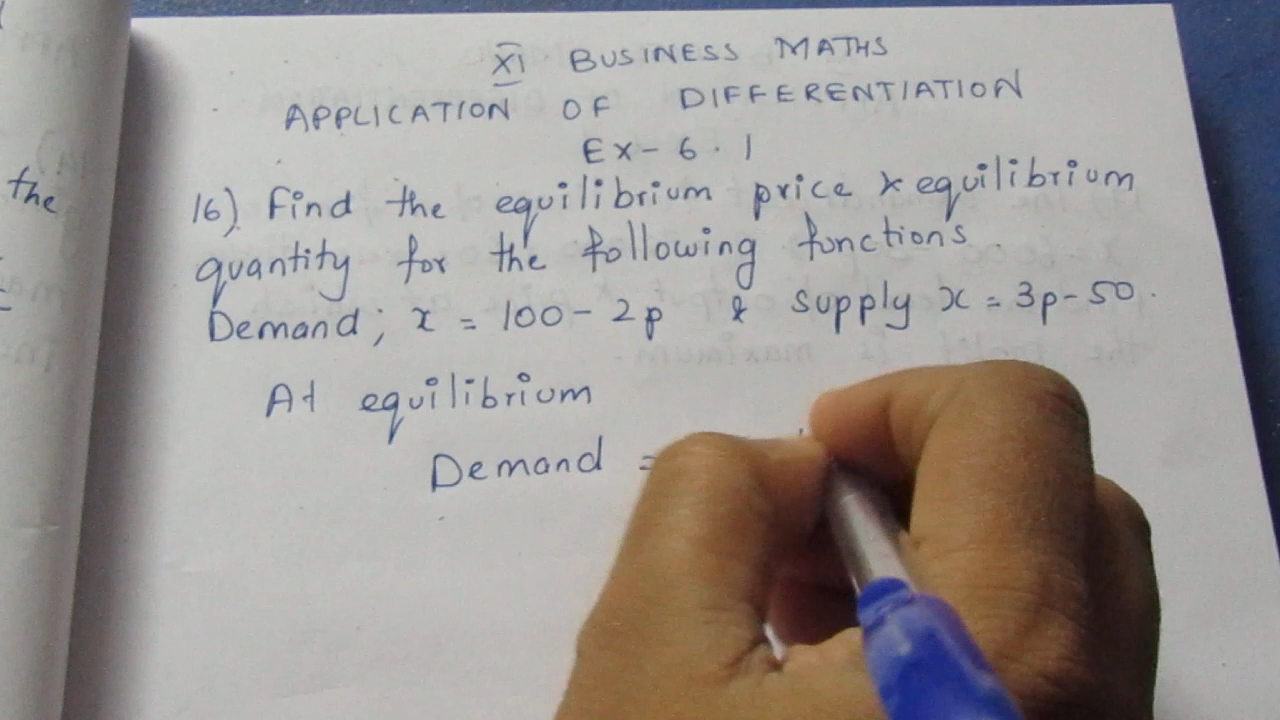 XI BUSINESS MATHS
APPLICATION OF DIFFERENTIATION
EX-6.1
the
16) Find the equilibrium price & equilibrium
quantity for the following functions.
Demand; x = 100-2p & supply x = 3p-50.
At equilibrium
Demand =